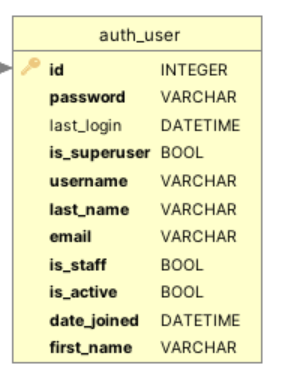 auth_user
id INTEGER
password VARCHAR
last_login DATETIME
is_superuser BOOL
username VARCHAR
last_name VARCHAR
email VARCHAR
is_staff BOOL
is_active BOOL
date_joined DATETIME
first_name VARCHAR